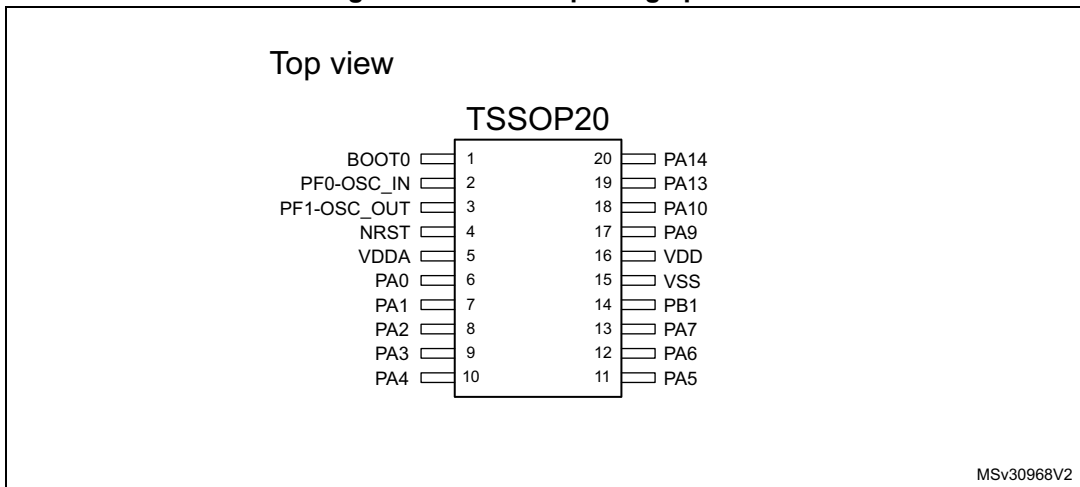 Top view
TSSOP20
BOOT0 1 20 PA14
PF0-OSC_IN 2 19 PA13
PF1-OSC_OUT 3 18 PA10
NRST 4 17 PA9
VDDA 5 16 VDD
PA0 6 15 VSS
PA1 7 14 PB1
PA2 8 13 PA7
PA3 9 12 PA6
PA4 10 11 PA5
MSv30968V2